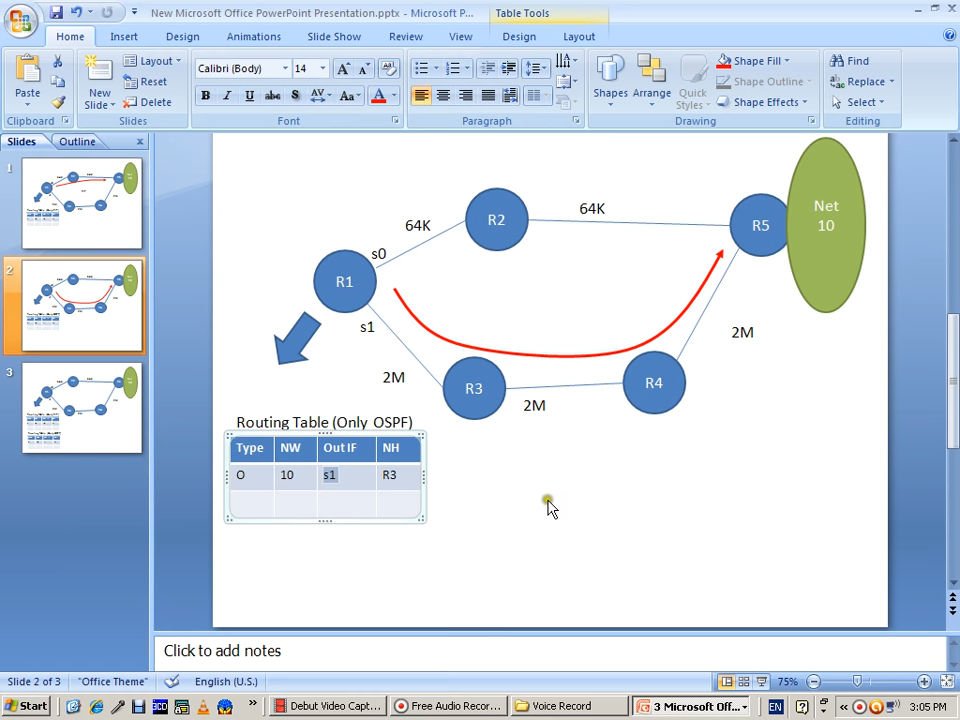 New Microsoft Office PowerPoint Presentation.pptx - Microsoft P...
Table Tools
Home
Insert
Design
Animations
Slide Show
Review
View
Design
Layout
Paste
Clipboard
New
Slide
Layout
Reset
Delete
Slides
Calibri (Body)
14
B I U abc S AV Aa A
Font
Paragraph
Shapes
Arrange
Quick
Styles
Shape Fill
Shape Outline
Shape Effects
Drawing
Find
Replace
Select
Editing
Slides
Outline
1
2
3
64K
64K
s0
R1
R2
R5
Net
10
s1
2M
2M
R3
R4
2M
Routing Table (Only OSPF)
Type NW Out IF NH
O 10 s1 R3
Click to add notes
Slide 2 of 3
"Office Theme"
English (U.S.)
75%
Start
Debut Video Capt...
Free Audio Recor...
Voice Record
3 Microsoft Off...
EN
3:05 PM